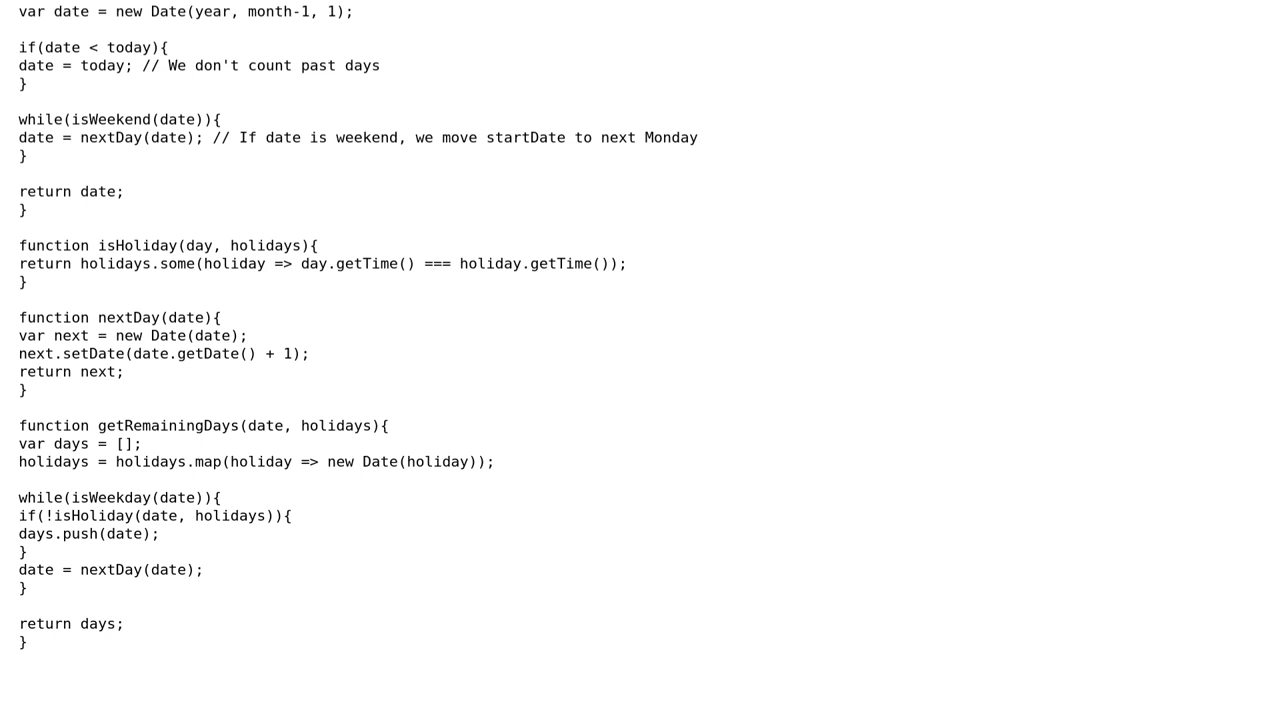 var date = new Date(year, month-1, 1);
if(date < today){
date = today; // We don't count past days
}
while(isWeekend(date)){
date = nextDay(date); // If date is weekend, we move startDate to next Monday
}
return date;
}
function isHoliday(day, holidays){
return holidays.some(holiday => day.getTime() === holiday.getTime());
}
function nextDay(date){
var next = new Date(date);
next.setDate(date.getDate() + 1);
return next;
}
function getRemainingDays(date, holidays){
var days = [];
holidays = holidays.map(holiday => new Date(holiday));
while(isWeekday(date)){
if(!isHoliday(date, holidays)){
days.push(date);
}
date = nextDay(date);
}
return days;
}